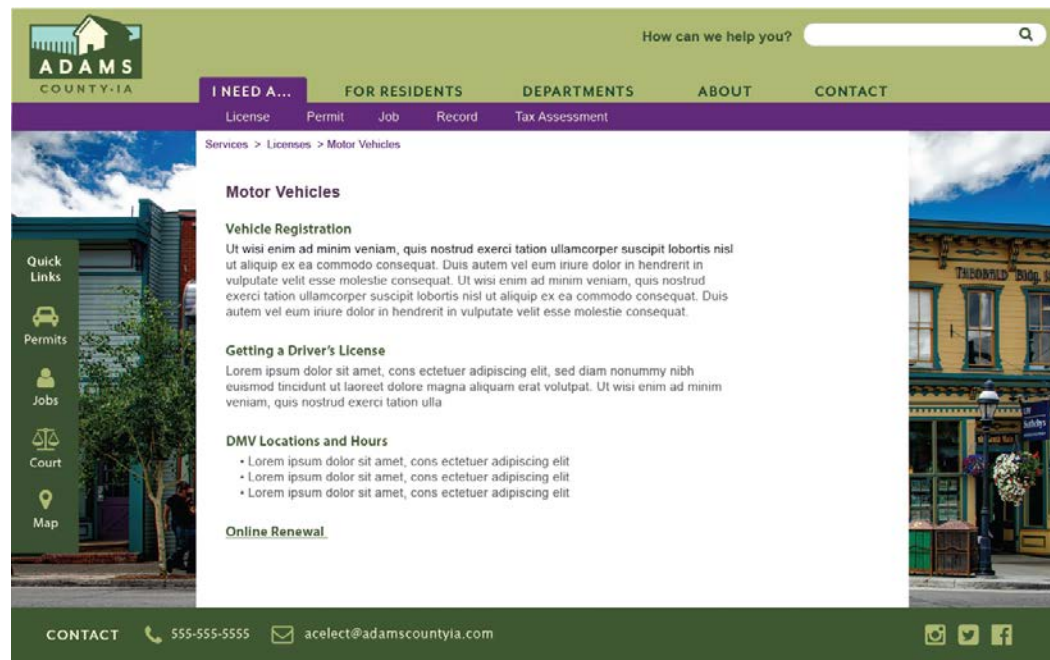 ADAMS
COUNTY·IA
How can we help you?
I NEED A...
FOR RESIDENTS
DEPARTMENTS
ABOUT
CONTACT
License
Permit
Job
Record
Tax Assessment
Services > Licenses > Motor Vehicles
Motor Vehicles
Vehicle Registration
Ut wisi enim ad minim veniam, quis nostrud exerci tation ullamcorper suscipit lobortis nisl
ut aliquip ex ea commodo consequat. Duis autem vel eum iriure dolor in hendrerit in
vulputate velit esse molestie consequat. Ut wisi enim ad minim veniam, quis nostrud
exerci tation ullamcorper suscipit lobortis nisl ut aliquip ex ea commodo consequat. Duis
autem vel eum iriure dolor in hendrerit in vulputate velit esse molestie consequat.
Getting a Driver's License
Lorem ipsum dolor sit amet, cons ectetuer adipiscing elit, sed diam nonummy nibh
euismod tincidunt ut laoreet dolore magna aliquam erat volutpat. Ut wisi enim ad minim
veniam, quis nostrud exerci tation ulla
DMV Locations and Hours
• Lorem ipsum dolor sit amet, cons ectetuer adipiscing elit
• Lorem ipsum dolor sit amet, cons ectetuer adipiscing elit
• Lorem ipsum dolor sit amet, cons ectetuer adipiscing elit
Online Renewal
Quick
Links
Permits
Jobs
Court
Map
THEOBALD Bldg.
CONTACT
555-555-5555
acelect@adamscountyia.com